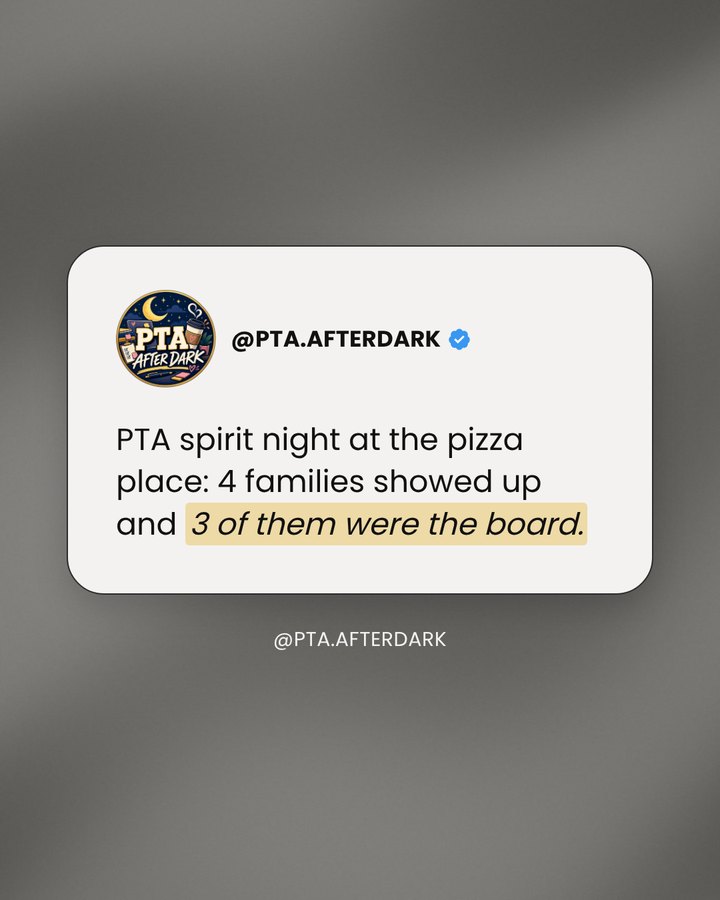 PTA
AFTER DARK
@PTA.AFTERDARK
PTA spirit night at the pizza
place: 4 families showed up
and 3 of them were the board.
@PTA.AFTERDARK